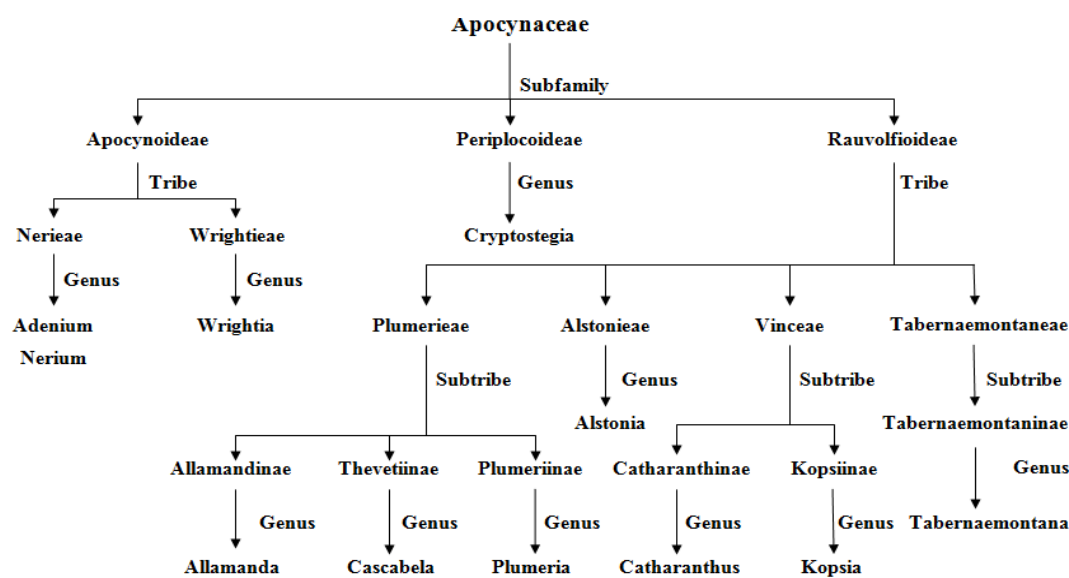 Apocynaceae
Subfamily
Apocynoideae Periplocoideae Rauvolfioideae
Tribe Genus Tribe
Nerieae Wrightieae Cryptostegia
Genus Genus
Adenium Wrightia Plumerieae Alstonieae Vinceae Tabernaemontaneae
Nerium
Subtribe Genus Subtribe Subtribe
Alstonia Tabernaemontaninae
Allamandinae Thevetiinae Plumeriinae Catharanthinae Kopsiinae Genus
Genus Genus Genus Genus Genus Tabernaemontana
Allamanda Cascabela Plumeria Catharanthus Kopsia